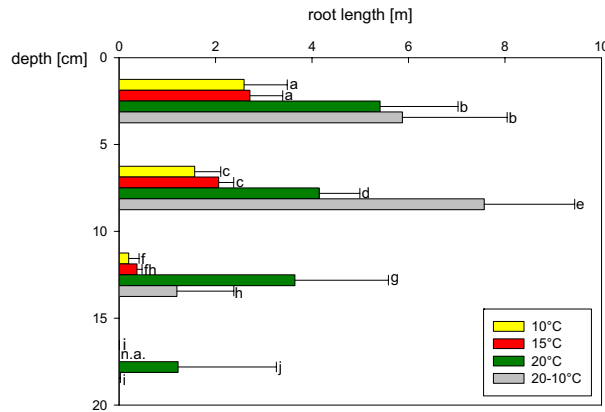 root length [m]
0 2 4 6 8 10
depth [cm]
0
a
a
b
b
5
c
c
d
e
10
f
fh
g
h
15
i
n.a.
j
i
20
10°C
15°C
20°C
20-10°C